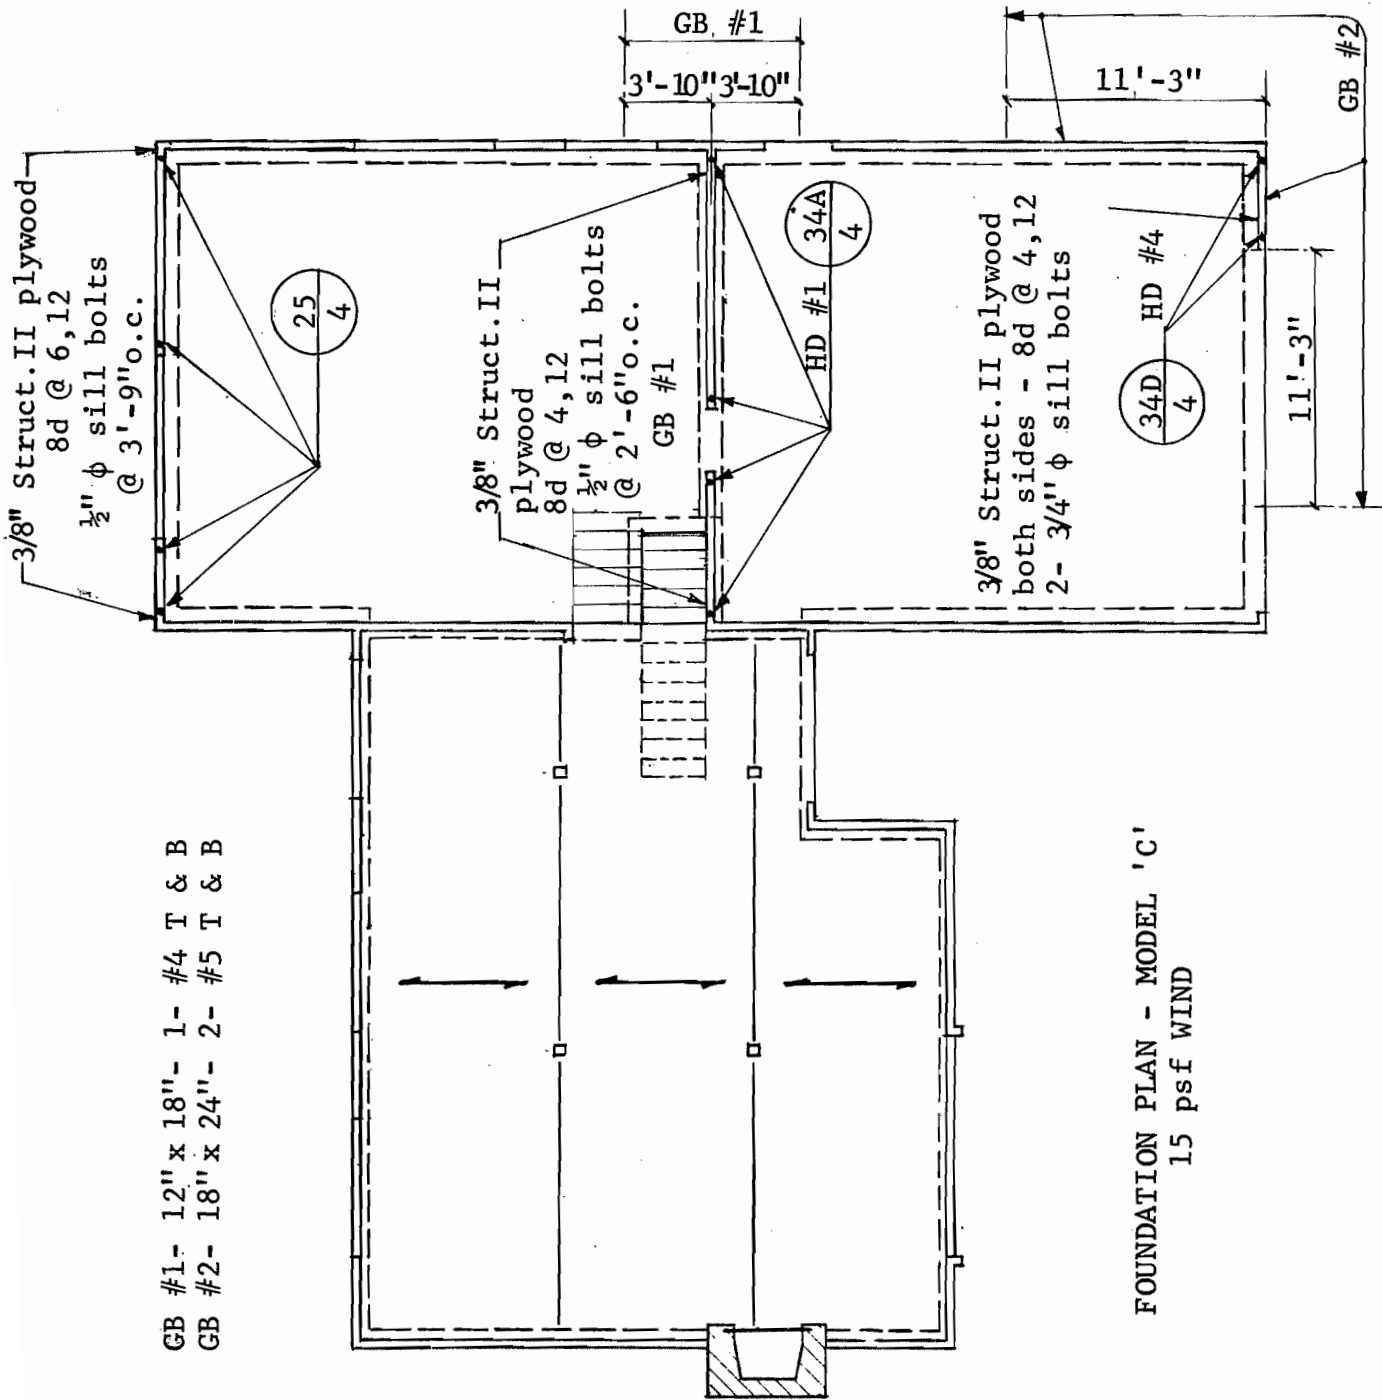 3/8" Struct.II plywood
8d @ 6,12
½" ϕ sill bolts
@ 3'-9"o.c.
25
4
3/8" Struct.II
plywood
8d @ 4,12
½" ϕ sill bolts
@ 2'-6"o.c.
GB #1
GB #1
3'-10"
3'-10"
34A
4
HD #1
11'-3"
GB #2
3/8" Struct.II plywood
both sides - 8d @ 4,12
2- 3/4" ϕ sill bolts
34D
4
HD #4
11'-3"
GB #1- 12"x 18"- 1- #4 T & B
GB #2- 18"x 24"- 2- #5 T & B
FOUNDATION PLAN - MODEL 'C'
15 psf WIND